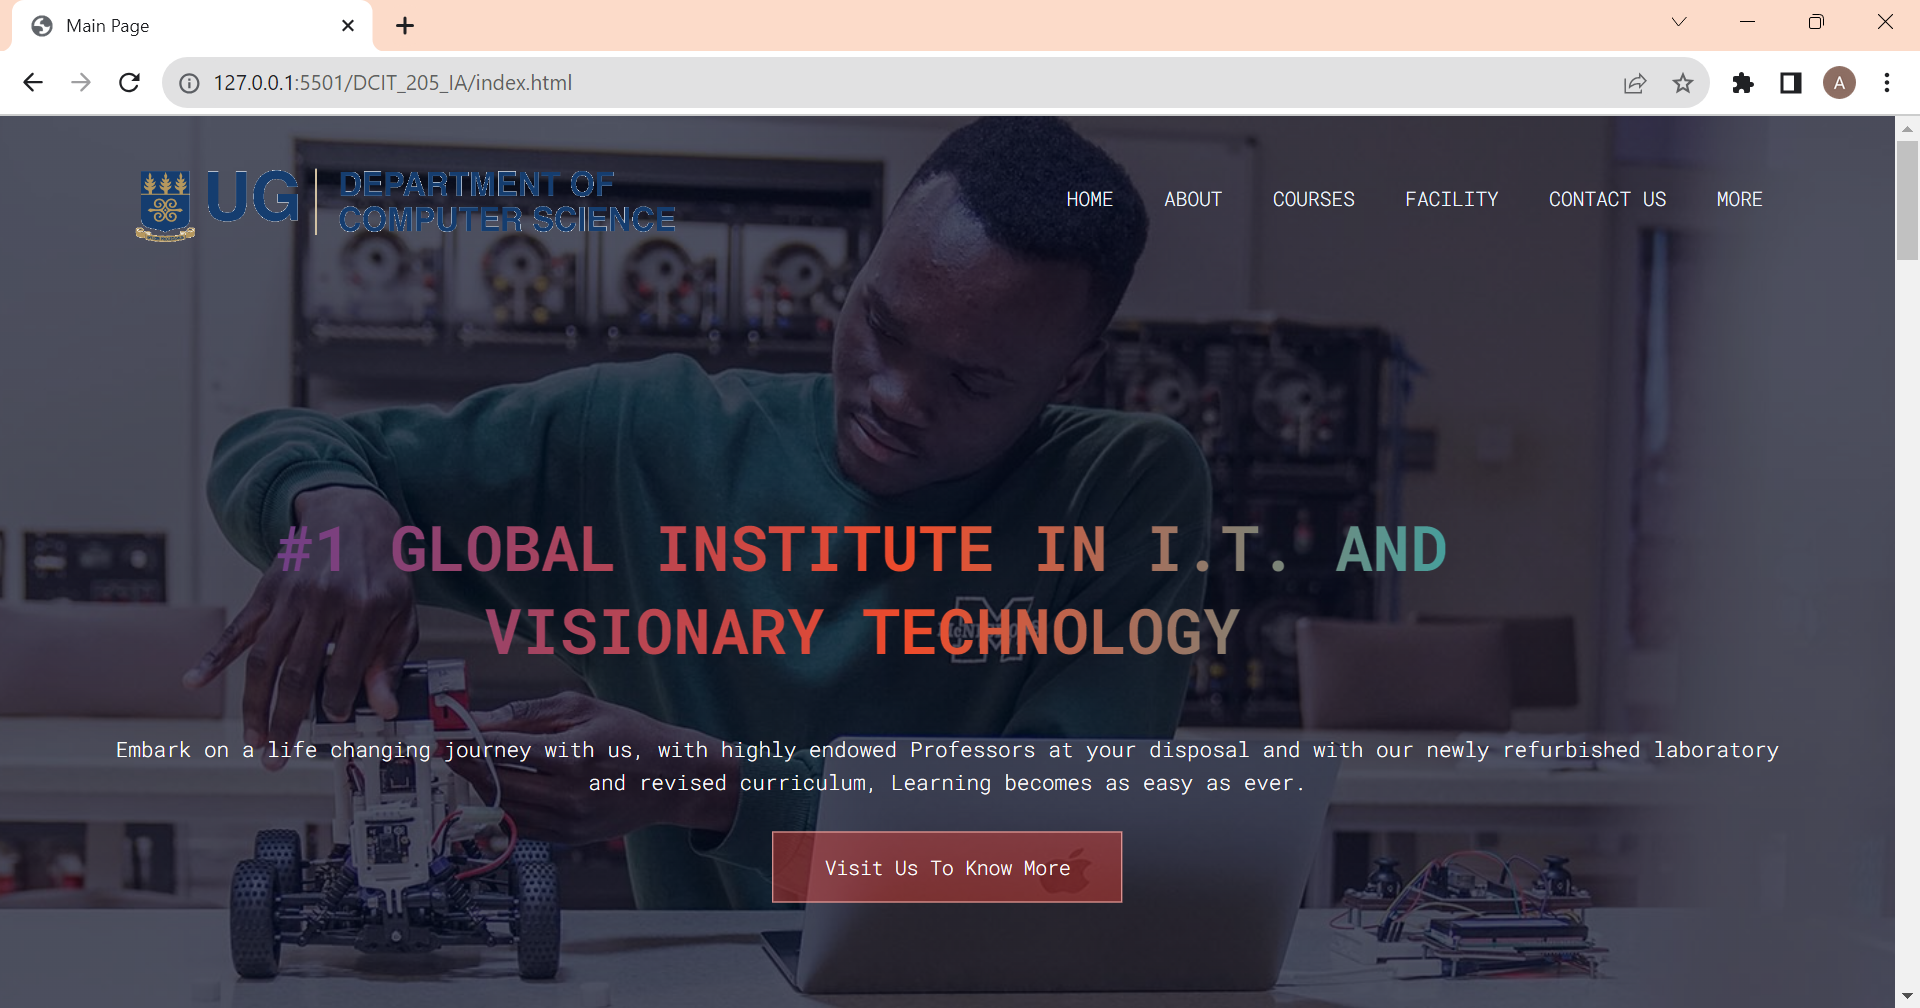 Main Page
127.0.0.1:5501/DCIT_205_IA/index.html
A
UG
DEPARTMENT OF
COMPUTER SCIENCE
HOME ABOUT COURSES FACILITY CONTACT US MORE
#1 GLOBAL INSTITUTE IN I.T. AND
VISIONARY TECHNOLOGY
Embark on a life changing journey with us, with highly endowed Professors at your disposal and with our newly refurbished laboratory
and revised curriculum, Learning becomes as easy as ever.
Visit Us To Know More